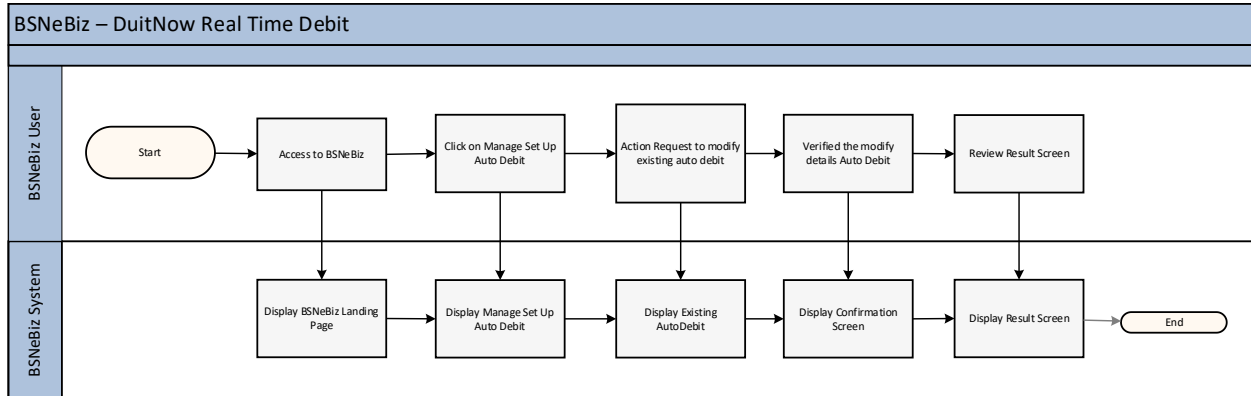 BSNeBiz – DuitNow Real Time Debit
BSNeBiz User
Start
Access to BSNeBiz
Click on Manage Set Up
Auto Debit
Action Request to modify
existing auto debit
Verified the modify
details Auto Debit
Review Result Screen
BSNeBiz System
Display BSNeBiz Landing
Page
Display Manage Set Up
Auto Debit
Display Existing
AutoDebit
Display Confirmation
Screen
Display Result Screen
End